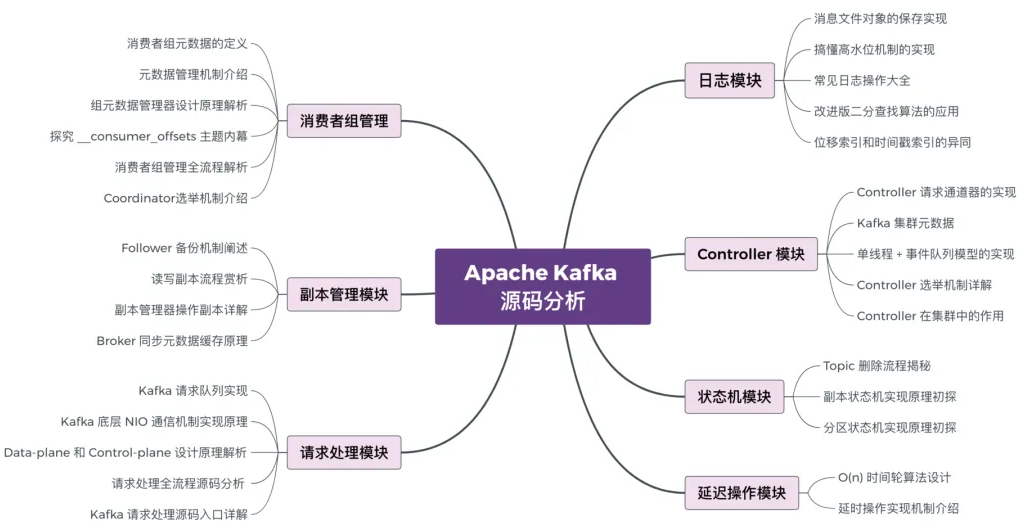 Apache Kafka
源码分析
消费者组管理
消费者组元数据的定义
元数据管理机制介绍
组元数据管理器设计原理解析
探究 __consumer_offsets 主题内幕
消费者组管理全流程解析
Coordinator选举机制介绍
副本管理模块
Follower 备份机制阐述
读写副本流程赏析
副本管理器操作副本详解
Broker 同步元数据缓存原理
请求处理模块
Kafka 请求队列实现
Kafka 底层 NIO 通信机制实现原理
Data-plane 和 Control-plane 设计原理解析
请求处理全流程源码分析
Kafka 请求处理源码入口详解
日志模块
消息文件对象的保存实现
搞懂高水位机制的实现
常见日志操作大全
改进版二分查找算法的应用
位移索引和时间戳索引的异同
Controller 模块
Controller 请求通道器的实现
Kafka 集群元数据
单线程 + 事件队列模型的实现
Controller 选举机制详解
Controller 在集群中的作用
状态机模块
Topic 删除流程揭秘
副本状态机实现原理初探
分区状态机实现原理初探
延迟操作模块
O(n) 时间轮算法设计
延时操作实现机制介绍